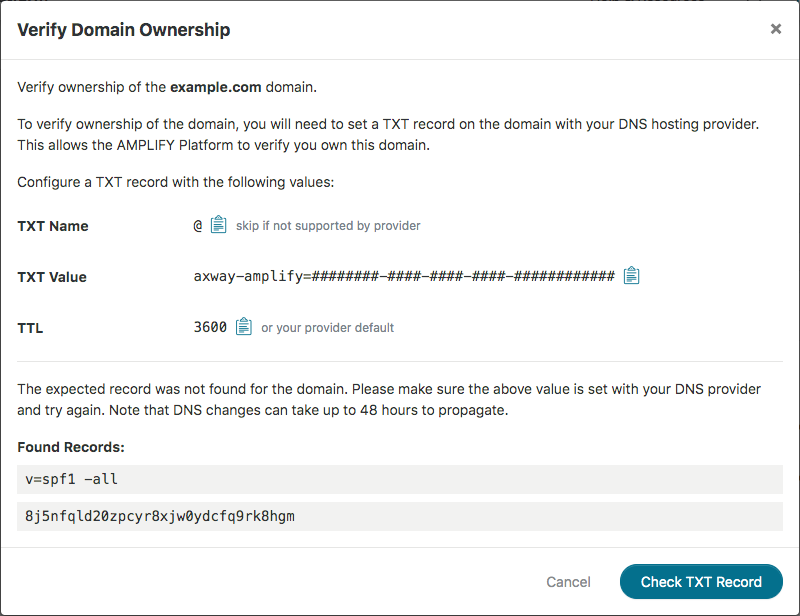 Verify Domain Ownership
Verify ownership of the example.com domain.
To verify ownership of the domain, you will need to set a TXT record on the domain with your DNS hosting provider.
This allows the AMPLIFY Platform to verify you own this domain.
Configure a TXT record with the following values:
TXT Name @ skip if not supported by provider
TXT Value axway-amplify=########-####-####-####-############
TTL 3600 or your provider default
The expected record was not found for the domain. Please make sure the above value is set with your DNS provider
and try again. Note that DNS changes can take up to 48 hours to propagate.
Found Records:
v=spf1 -all
8j5nfqld20zpcyr8xjw0ydcfq9rk8hgm
Cancel Check TXT Record